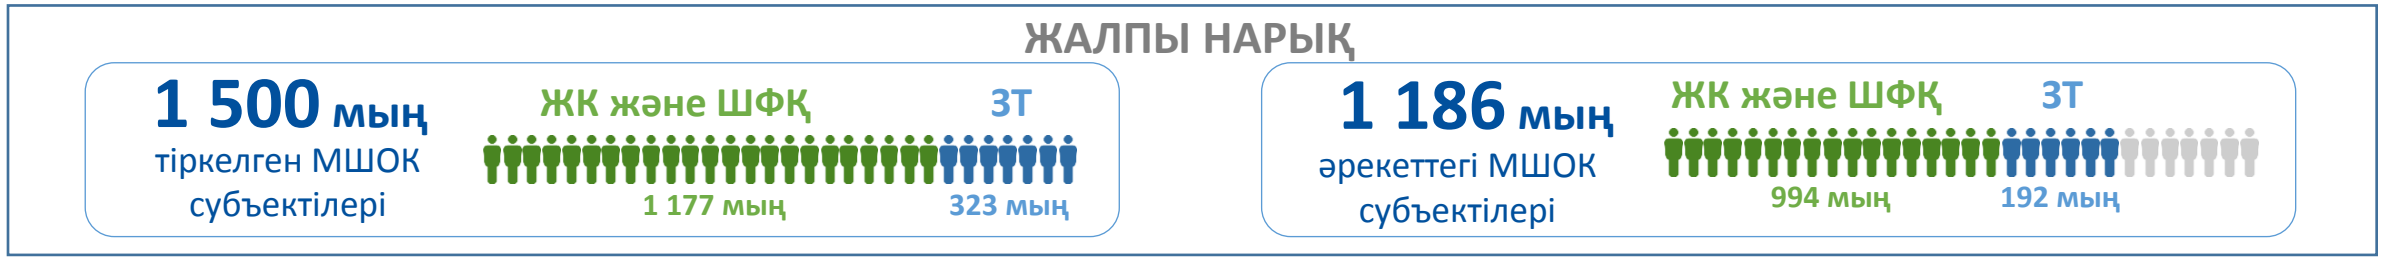 ЖАЛПЫ НАРЫҚ
1 500 мың
тіркелген МШОК
субъектілері
ЖК және ШФҚ
ЗТ
1 177 мың
323 мың
1 186 мың
әрекеттегі МШОК
субъектілері
ЖК және ШФҚ
ЗТ
994 мың
192 мың